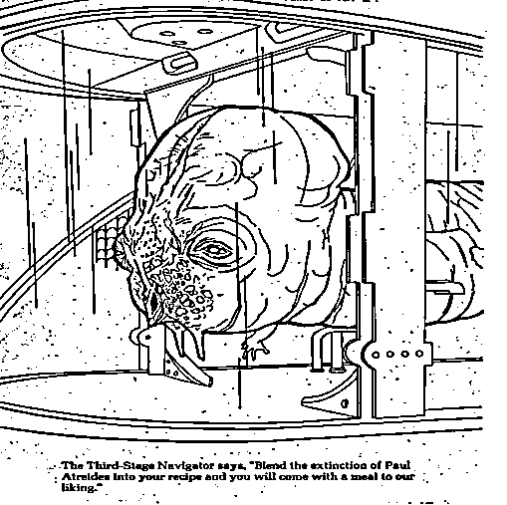 The Third-Stage Navigator says, "Blend the extinction of Paul
Atreides into your recipe and you will come with a meal to our
liking."